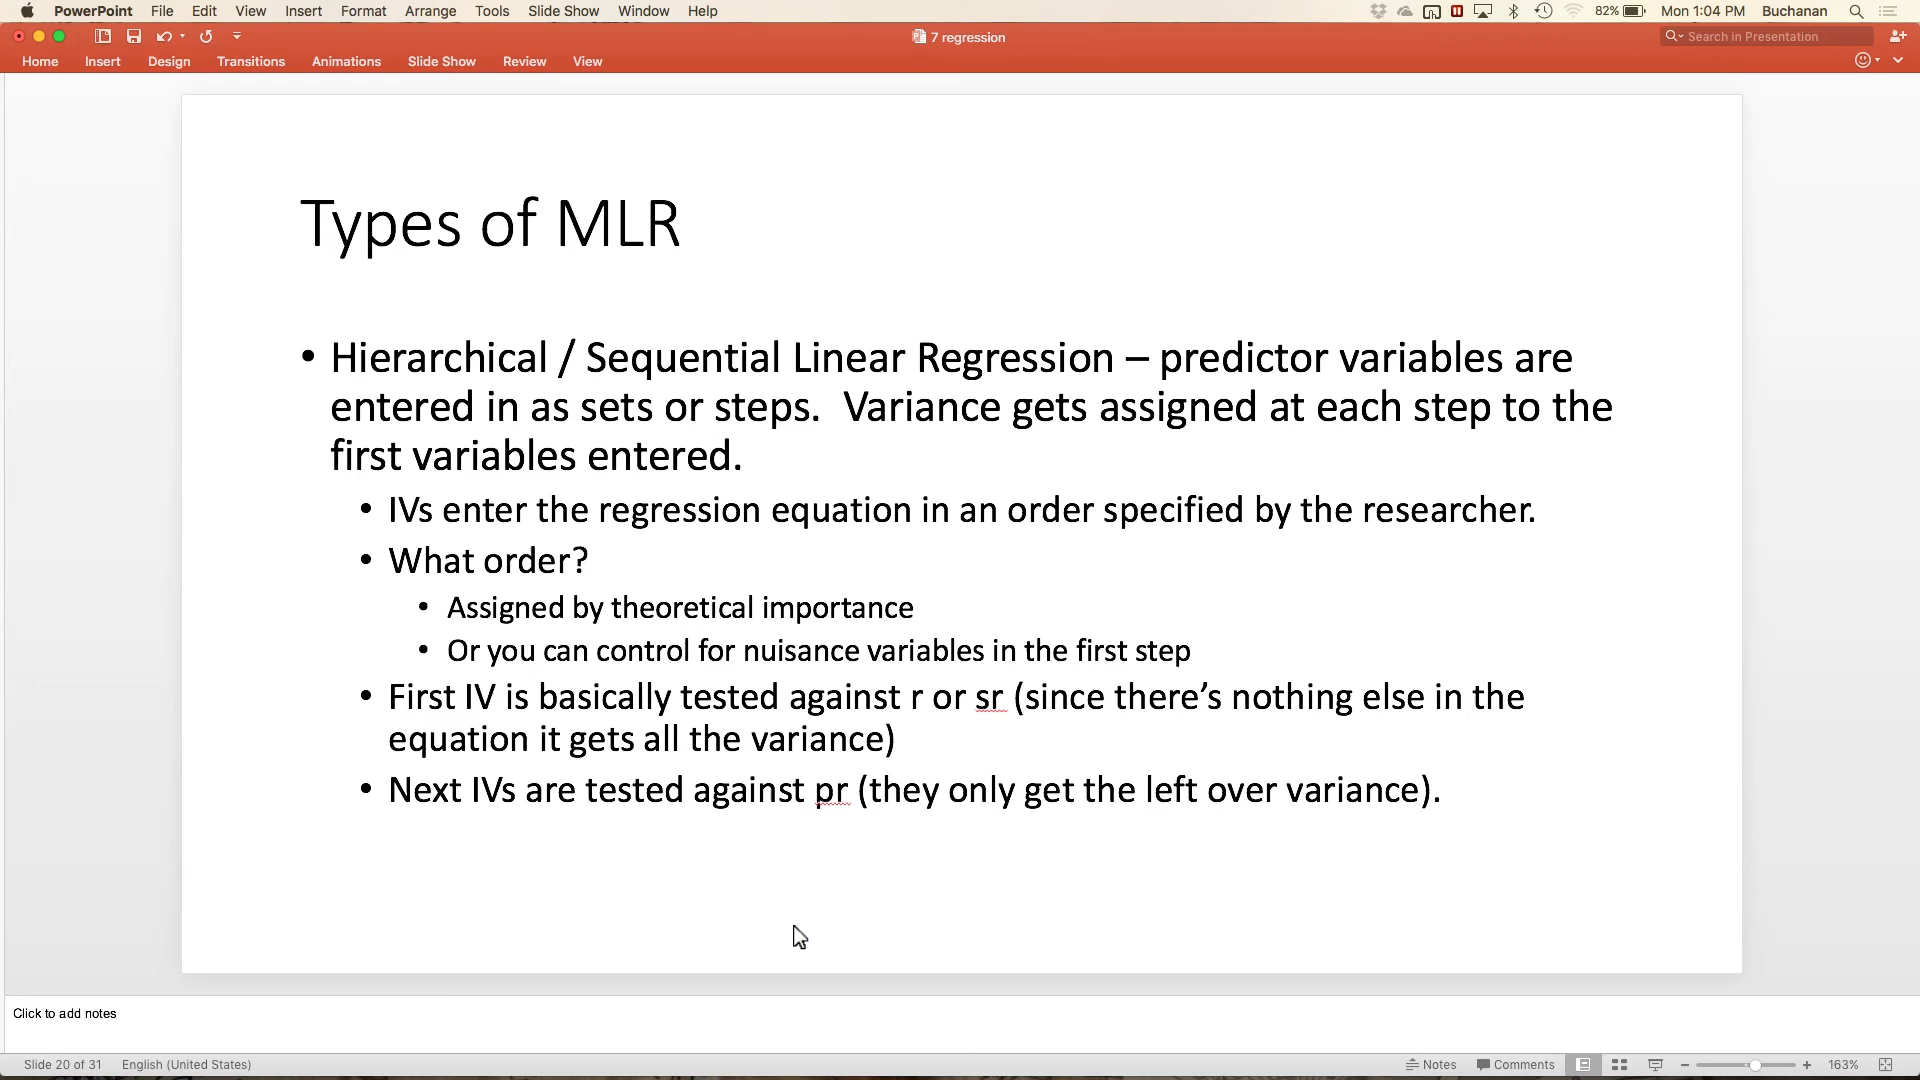 PowerPoint File Edit View Insert Format Arrange Tools Slide Show Window Help 82% Mon 1:04 PM Buchanan
7 regression Search in Presentation
Home Insert Design Transitions Animations Slide Show Review View
Types of MLR
• Hierarchical / Sequential Linear Regression – predictor variables are
entered in as sets or steps. Variance gets assigned at each step to the
first variables entered.
• IVs enter the regression equation in an order specified by the researcher.
• What order?
• Assigned by theoretical importance
• Or you can control for nuisance variables in the first step
• First IV is basically tested against r or sr (since there’s nothing else in the
equation it gets all the variance)
• Next IVs are tested against pr (they only get the left over variance).
Click to add notes
Slide 20 of 31 English (United States) Notes Comments 163%